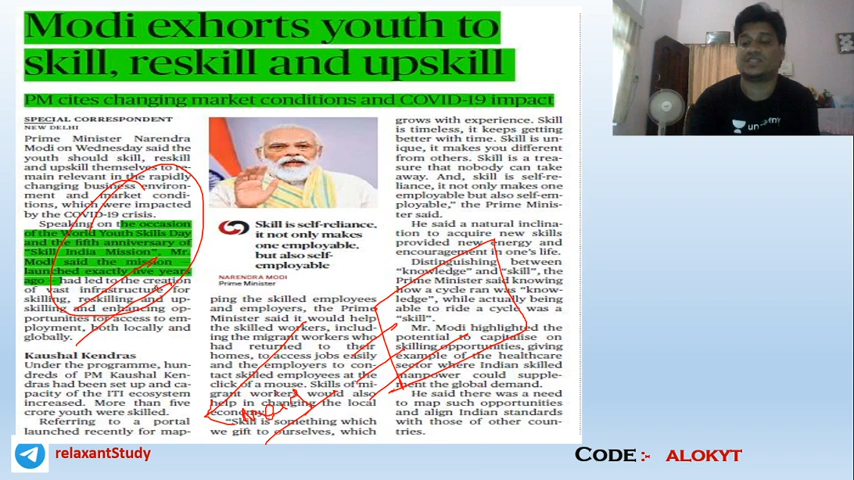 Modi exhorts youth to
skill, reskill and upskill
PM cites changing market conditions and COVID-19 impact
SPECIAL CORRESPONDENT
NEW DELHI
Prime Minister Narendra
Modi on Wednesday said the
youth should skill, reskill
and upskill themselves to re-
main relevant in the rapidly
changing business environ-
ment and market condi-
tions, which were impacted
by the COVID-19 crisis.
Speaking on the occasion
of the World Youth Skills Day
and the fifth anniversary of
"Skill India Mission", Mr.
Modi said the mission
launched exactly five years
ago had led to the creation
of vast infrastructure for
skilling, reskilling and up-
skilling and enhancing op-
portunities for access to em-
ployment, both locally and
globally.
Kaushal Kendras
Under the programme, hun-
dreds of PM Kaushal Ken-
dras had been set up and ca-
pacity of the ITI ecosystem
increased. More than five
crore youth were skilled.
Referring to a portal
launched recently for map-
Skill is self-reliance,
it not only makes
one employable,
but also self-
employable
NARENDRA MODI
Prime Minister
ping the skilled employees
and employers, the Prime
Minister said it would help
the skilled workers, includ-
ing the migrant workers who
had returned to their
homes, to access jobs easily
and the employers to con-
tact skilled employees at the
click of a mouse. Skills of mi-
grant workers would also
help in changing the local
economy.
"Skill is something which
we gift to ourselves, which
grows with experience. Skill
is timeless, it keeps getting
better with time. Skill is un-
ique, it makes you different
from others. Skill is a trea-
sure that nobody can take
away. And, skill is self-re-
liance, it not only makes one
employable but also self-em-
ployable," the Prime Minis-
ter said.
He said a natural inclina-
tion to acquire new skills
provided new energy and
encouragement in one's life.
Distinguishing between
"knowledge" and "skill", the
Prime Minister said knowing
how a cycle ran was "know-
ledge", while actually being
able to ride a cycle was a
"skill".
Mr. Modi highlighted the
potential to capitalise on
skilling opportunities, giving
example of the healthcare
sector where Indian skilled
manpower could supple-
ment the global demand.
He said there was a need
to map such opportunities
and align Indian standards
with those of other coun-
tries.
relaxantStudy
CODE :- ALOKYT